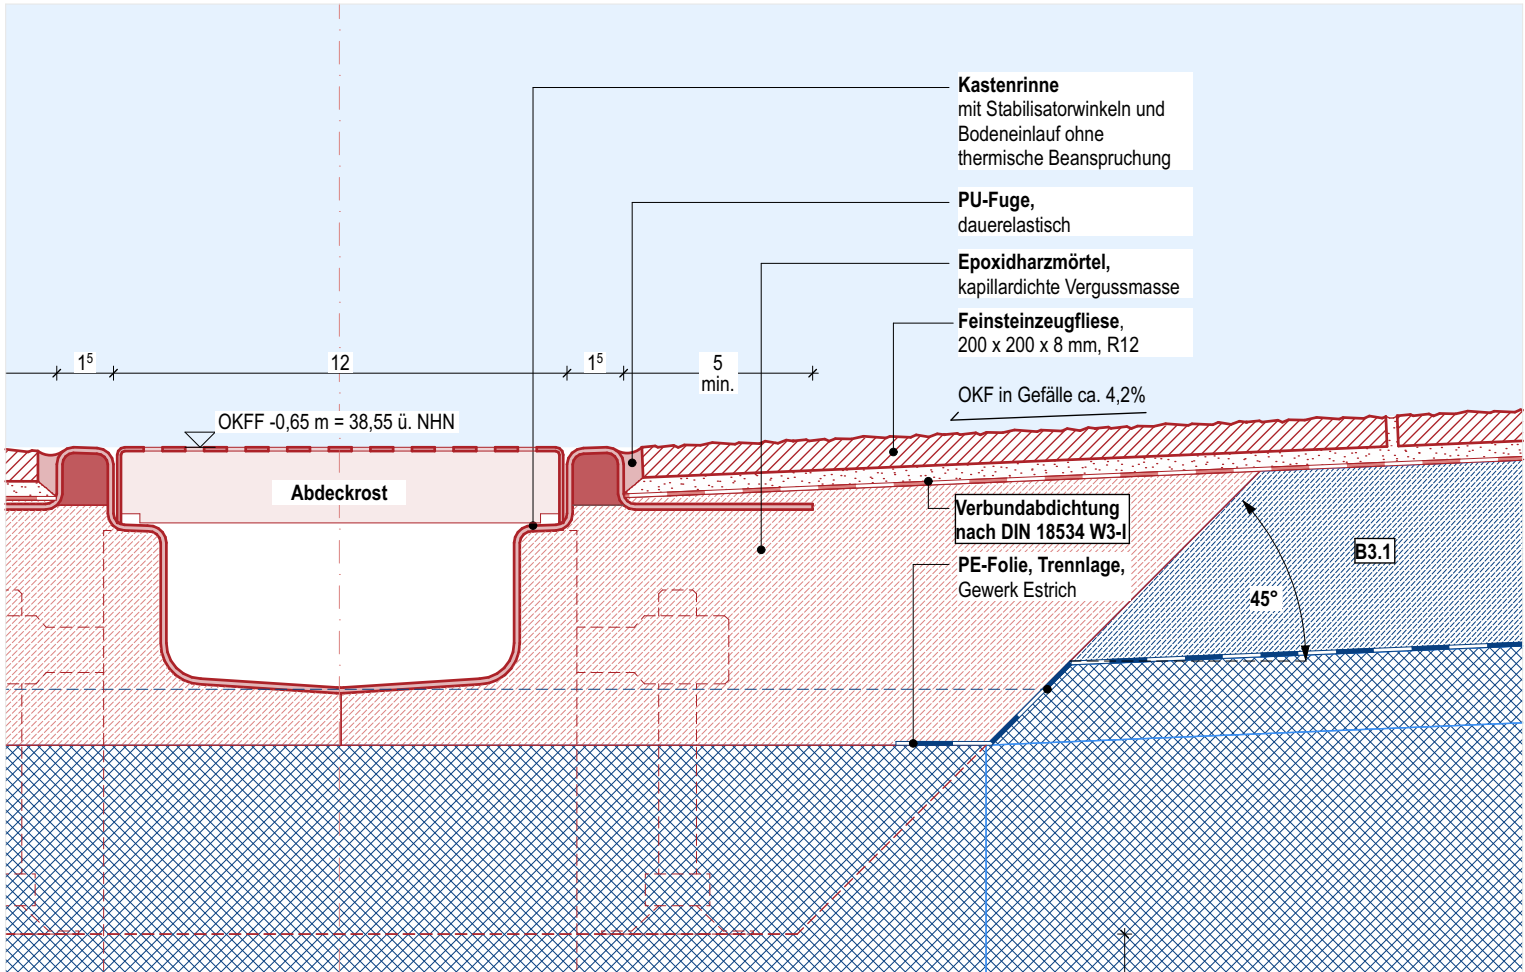 Kastenrinne
mit Stabilisatorwinkeln und
Bodeneinlauf ohne
thermische Beanspruchung
PU-Fuge,
dauerelastisch
Epoxidharzmörtel,
kapillardichte Vergussmasse
Feinsteinzeugfliese,
200 x 200 x 8 mm, R12
1⁵
12
1⁵
5
min.
OKF in Gefälle ca. 4,2%
OKFF -0,65 m = 38,55 ü. NHN
Abdeckrost
Verbundabdichtung
nach DIN 18534 W3-I
B3.1
PE-Folie, Trennlage,
Gewerk Estrich
45°